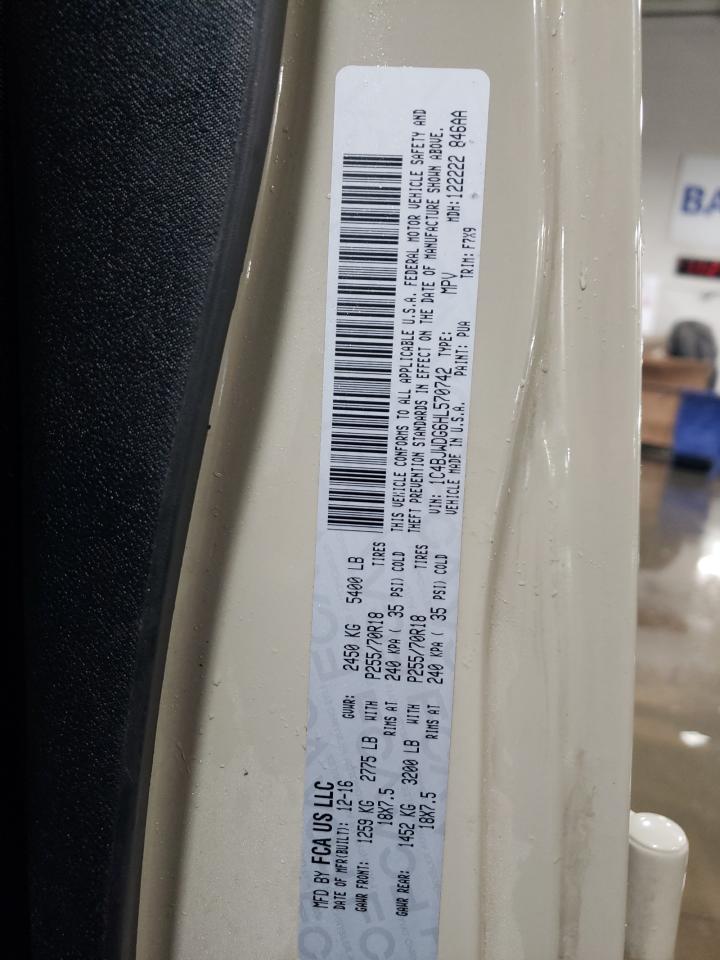 MFD BY FCA US LLC
DATE OF MFR(BUILT): 12-16 GVWR: 2450 KG 5400 LB
GAWR FRONT: 1259 KG 2775 LB WITH P255/70R18 TIRES
18X7.5 RIMS AT 240 KPA ( 35 PSI) COLD
GAWR REAR: 1452 KG 3200 LB WITH P255/70R18 TIRES
18X7.5 RIMS AT 240 KPA ( 35 PSI) COLD
THIS VEHICLE CONFORMS TO ALL APPLICABLE U.S.A. FEDERAL MOTOR VEHICLE SAFETY AND
THEFT PREVENTION STANDARDS IN EFFECT ON THE DATE OF MANUFACTURE SHOWN ABOVE.
VIN: 1C4BJWDG6HL570742 TYPE: MPV MDH:122222 846AA
VEHICLE MADE IN U.S.A. PAINT: PUA TRIM: F7X9
BA